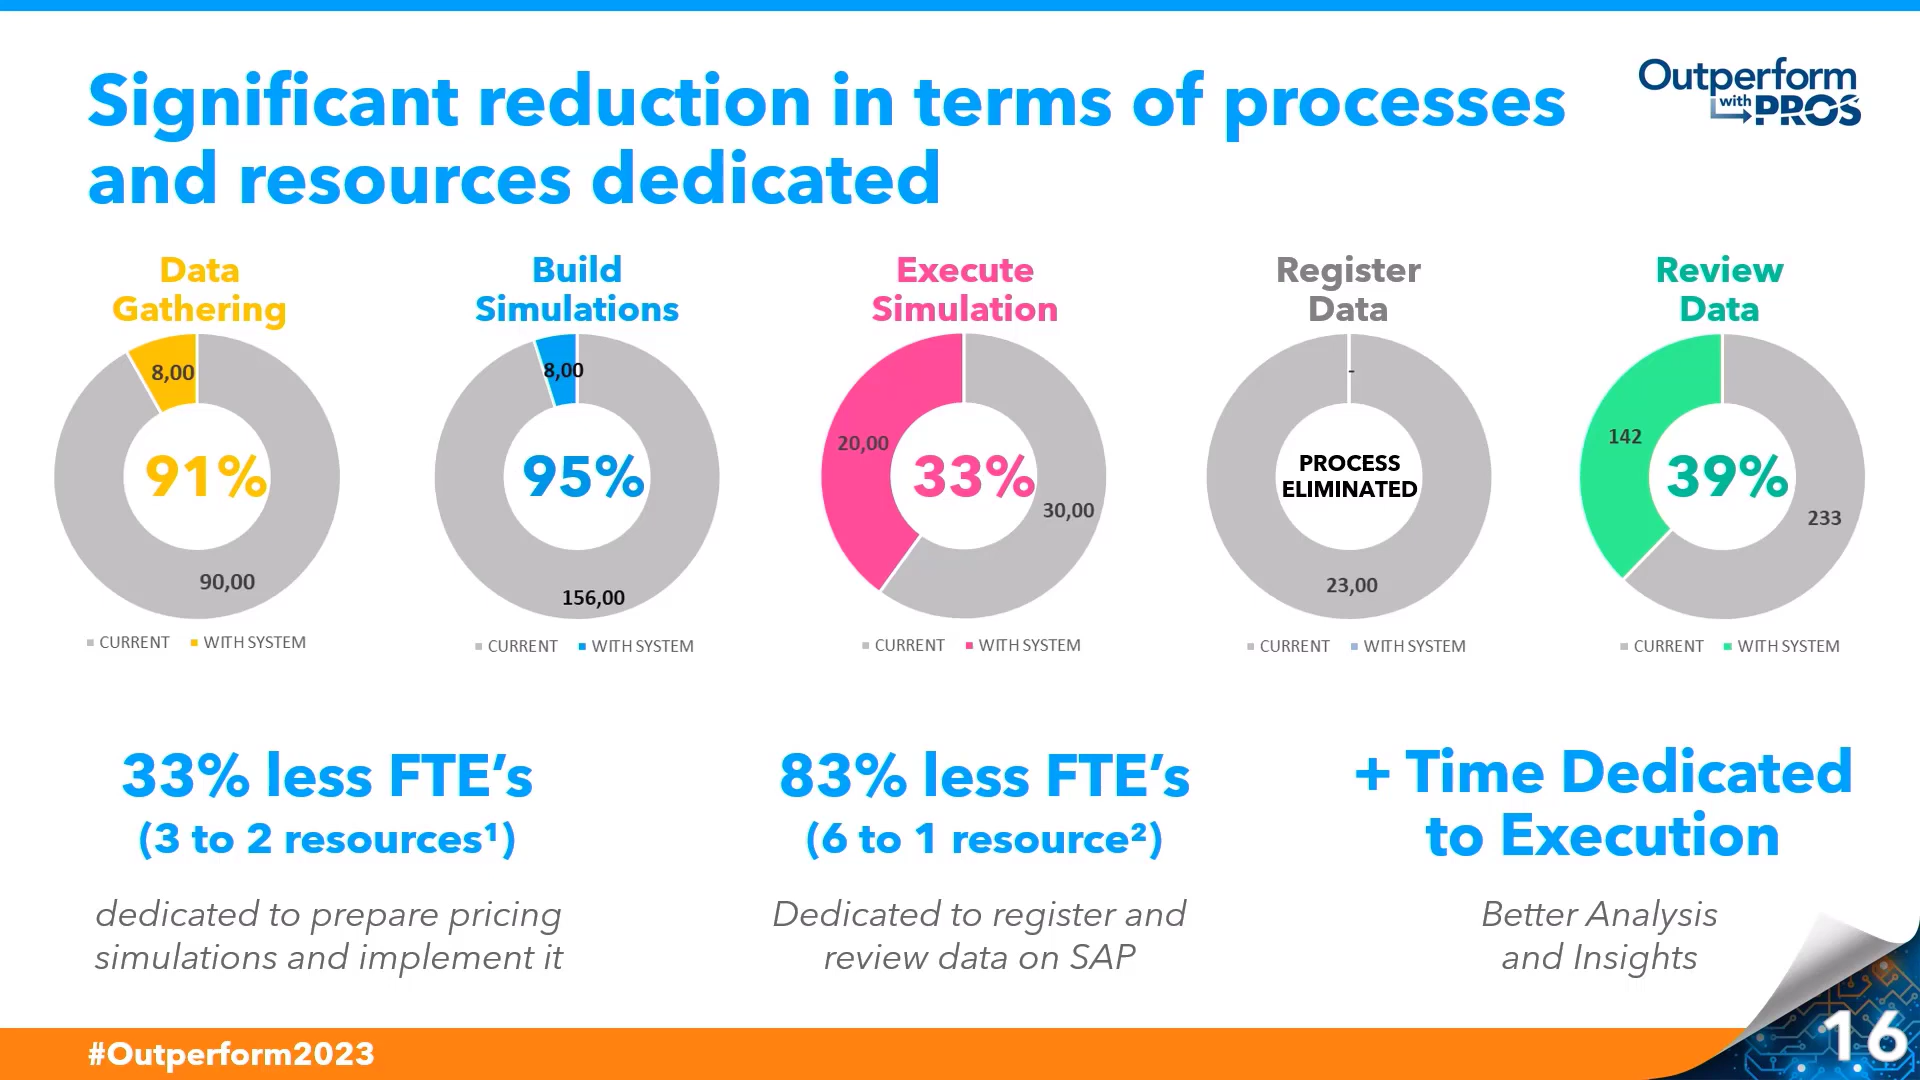 Significant reduction in terms of processes
and resources dedicated
Outperform
with PROS
Data
Gathering
8,00
91%
90,00
CURRENT WITH SYSTEM
Build
Simulations
8,00
95%
156,00
CURRENT WITH SYSTEM
Execute
Simulation
20,00
33%
30,00
CURRENT WITH SYSTEM
Register
Data
-
PROCESS
ELIMINATED
23,00
CURRENT WITH SYSTEM
Review
Data
142
39%
233
CURRENT WITH SYSTEM
33% less FTE’s
(3 to 2 resources¹)
dedicated to prepare pricing
simulations and implement it
83% less FTE’s
(6 to 1 resource²)
Dedicated to register and
review data on SAP
+ Time Dedicated
to Execution
Better Analysis
and Insights
#Outperform2023
16